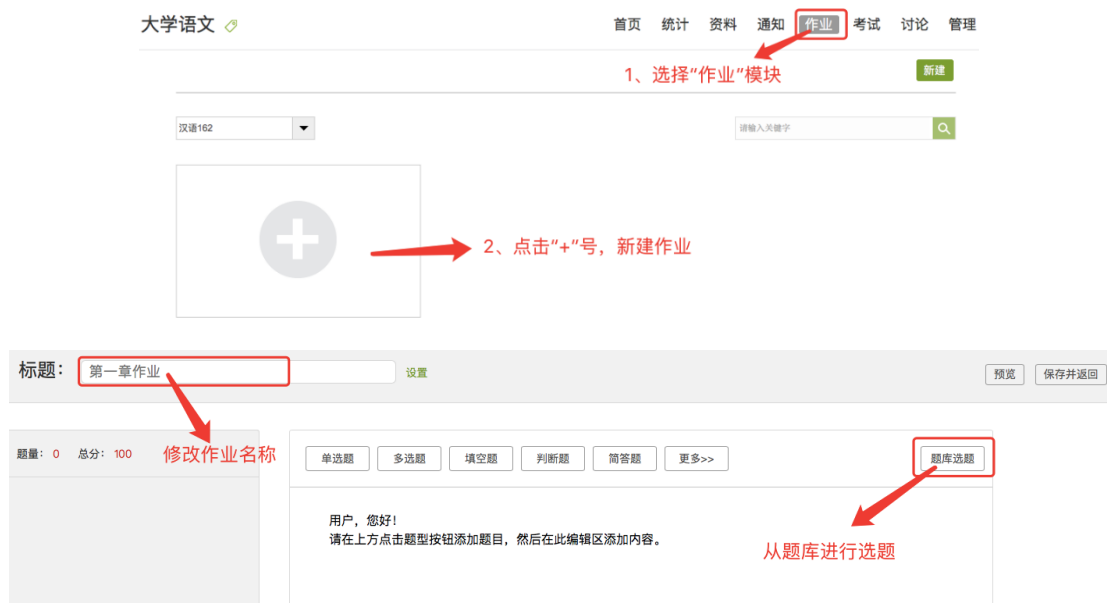 大学语文
首页 统计 资料 通知 作业 考试 讨论 管理
1、选择“作业”模块
新建
汉语162
请输入关键字
2、点击“+”号，新建作业
标题：
第一章作业
设置
预览 保存并返回
题量：0 总分：100
修改作业名称
单选题 多选题 填空题 判断题 简答题 更多>>
题库选题
用户，您好！
请在上方点击题型按钮添加题目，然后在此编辑区添加内容。
从题库进行选题